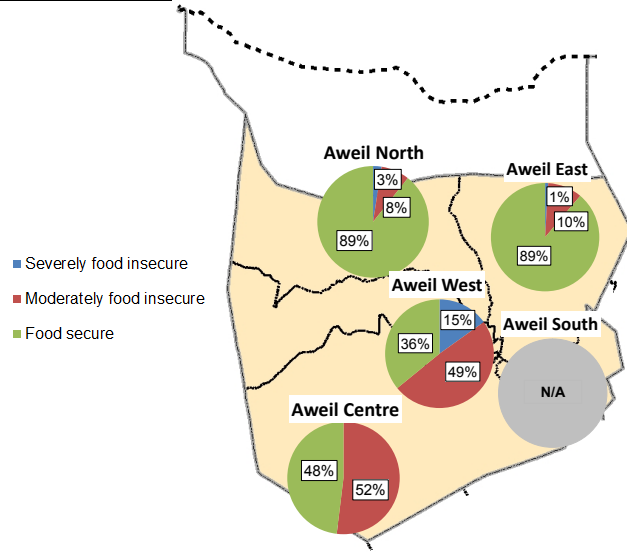 Aweil North
3%
8%
89%
Aweil East
1%
10%
89%
Severely food insecure
Moderately food insecure
Food secure
Aweil West
15%
36%
49%
Aweil South
N/A
Aweil Centre
48%
52%